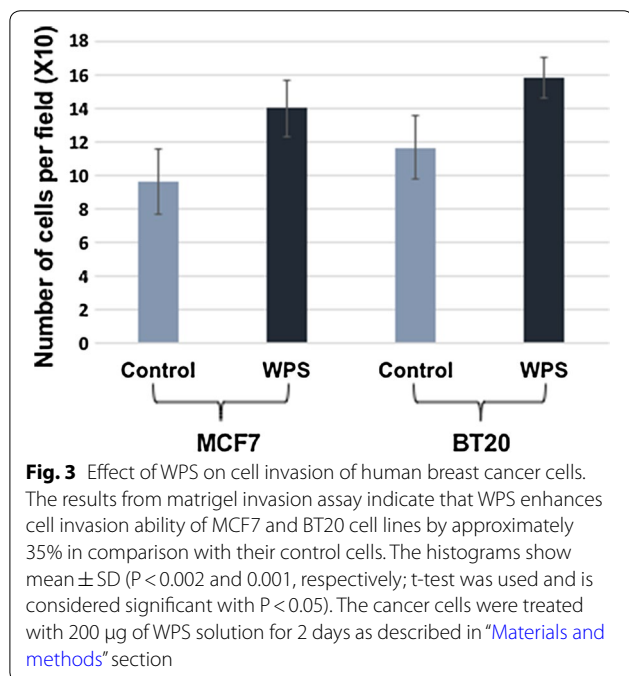 Number of cells per field (X10)
18
16
14
12
10
8
6
4
2
0
Control WPS Control WPS
MCF7 BT20
Fig. 3 Effect of WPS on cell invasion of human breast cancer cells.
The results from matrigel invasion assay indicate that WPS enhances
cell invasion ability of MCF7 and BT20 cell lines by approximately
35% in comparison with their control cells. The histograms show
mean ± SD (P < 0.002 and 0.001, respectively; t-test was used and is
considered significant with P < 0.05). The cancer cells were treated
with 200 μg of WPS solution for 2 days as described in “Materials and
methods” section